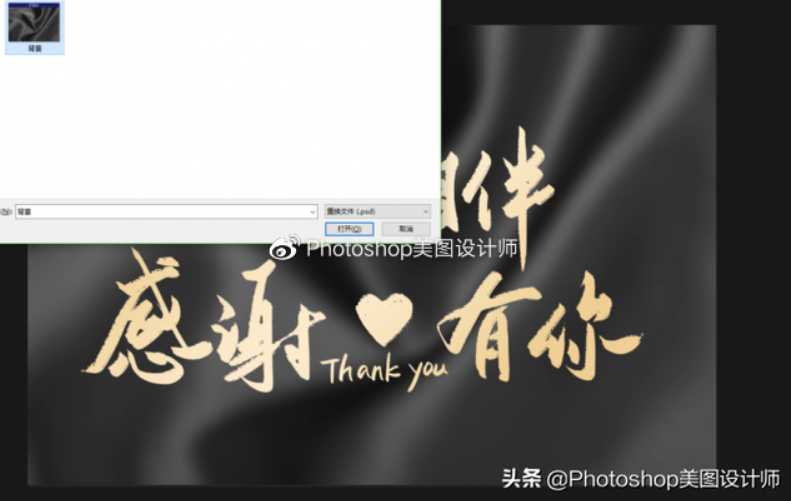 背景
背景
置换文件 (.psd)
打开(O)
取消
相伴
Photoshop美图设计师
感谢
有你
Thank you
头条 @Photoshop美图设计师